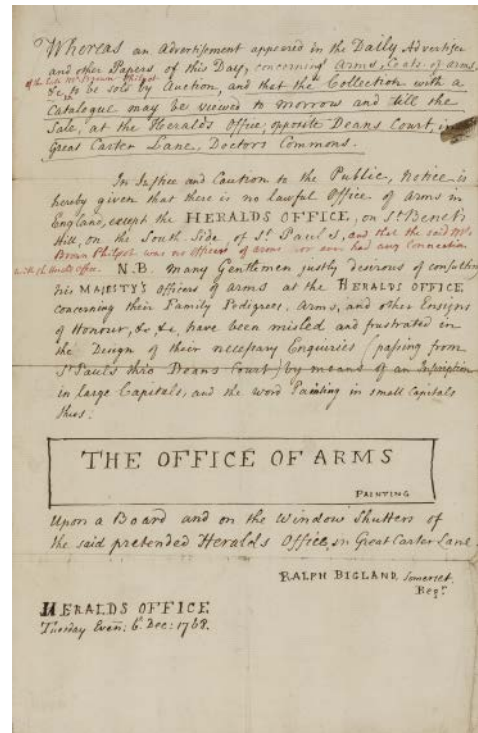 Whereas an Advertisement appeared in the Daily Advertiser
and other Papers of this Day, concerning Arms, Coats of Arms,
of the late Mr Brown Philpot
&c, to be sold by Auction, and that the Collection with a
Catalogue may be veiwed to morrow and till the
Sale, at the Heralds Office, opposite Deans Court, in
Great Carter Lane, Doctors Commons.
In Justice and Caution to the Public, Notice is
hereby given that there is no lawful Office of Arms in
England, except the HERALDS OFFICE, on St Benet's
Hill, on the South Side of St Paul's, and that the said Mr
Brown Philpot was no Officer of Arms nor ever had any Connection
with the Heralds Office. N.B. Many Gentlemen justly desirous of consulting
his MAJESTY'S Officers of Arms at the HERALDS OFFICE
concerning their Family Pedigrees, Arms, and other Ensigns
of Honour, &c &c, have been misled and frustrated in
the Design of their necessary Enquiries (passing from
St Pauls thro Deans Court) by means of an Inscription
in large Capitals, and the word Painting in small Capitals
thus:
THE OFFICE OF ARMS
PAINTING
Upon a Board and on the Window Shutters of
the said pretended Heralds Office, in Great Carter Lane
RALPH BIGLAND Somerset.
Regr.
HERALDS OFFICE
Tuesday Even: 6 Dec: 1768.